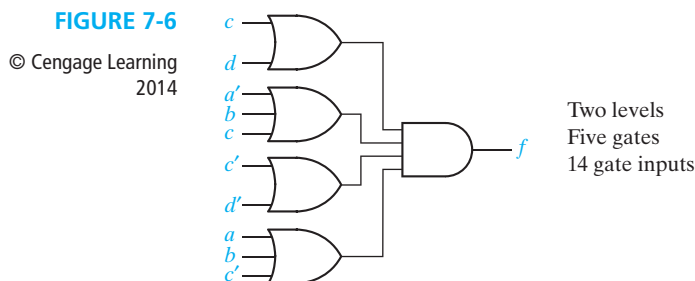 FIGURE 7-6
© Cengage Learning
2014
c
d
a′
b
c
c′
d′
a
b
c′
f
Two levels
Five gates
14 gate inputs